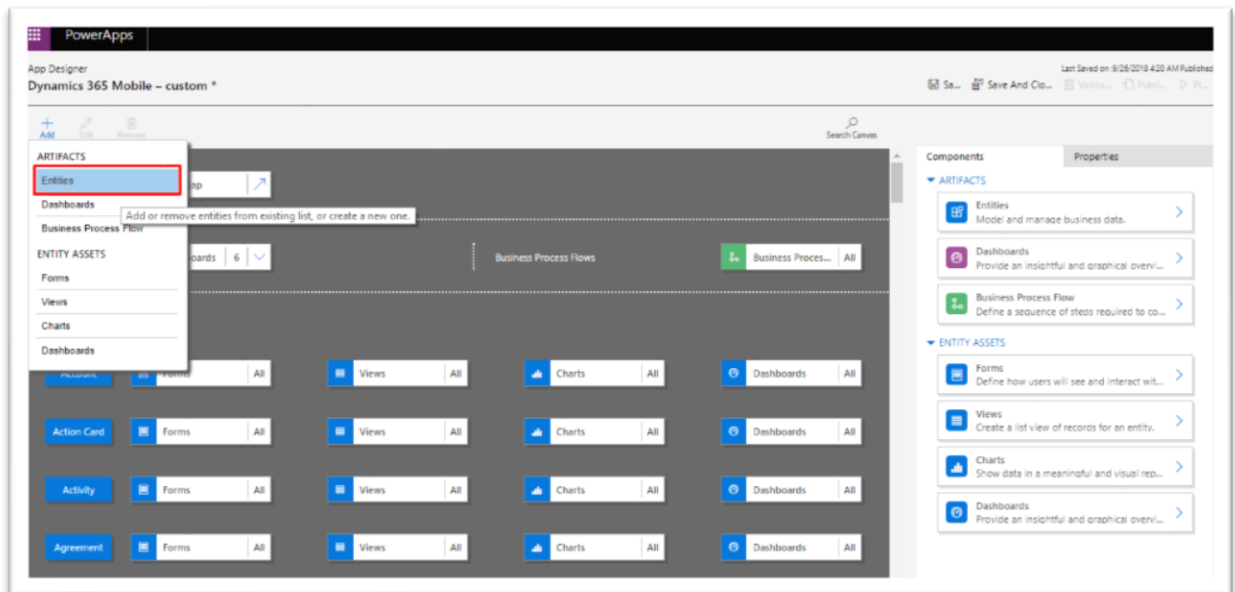 PowerApps
App Designer
Last Saved on :9/26/2018 4:20 AM Published
Dynamics 365 Mobile – custom *
Sa... Save And Clo... Valida... Publi... Pl...
Add Edit Remove
Search Canvas
ARTIFACTS
Entities
Dashboards
Add or remove entities from existing list, or create a new one.
Business Process Flow
ENTITY ASSETS
Forms
Views
Charts
Dashboards
ap
oards 6
Business Process Flows
Business Proces... All
Account Forms All Views All Charts All Dashboards All
Action Card Forms All Views All Charts All Dashboards All
Activity Forms All Views All Charts All Dashboards All
Agreement Forms All Views All Charts All Dashboards All
Components Properties
ARTIFACTS
Entities
Model and manage business data.
Dashboards
Provide an insightful and graphical overvi...
Business Process Flow
Define a sequence of steps required to co...
ENTITY ASSETS
Forms
Define how users will see and interact wit...
Views
Create a list view of records for an entity.
Charts
Show data in a meaningful and visual rep...
Dashboards
Provide an insightful and graphical overvi...